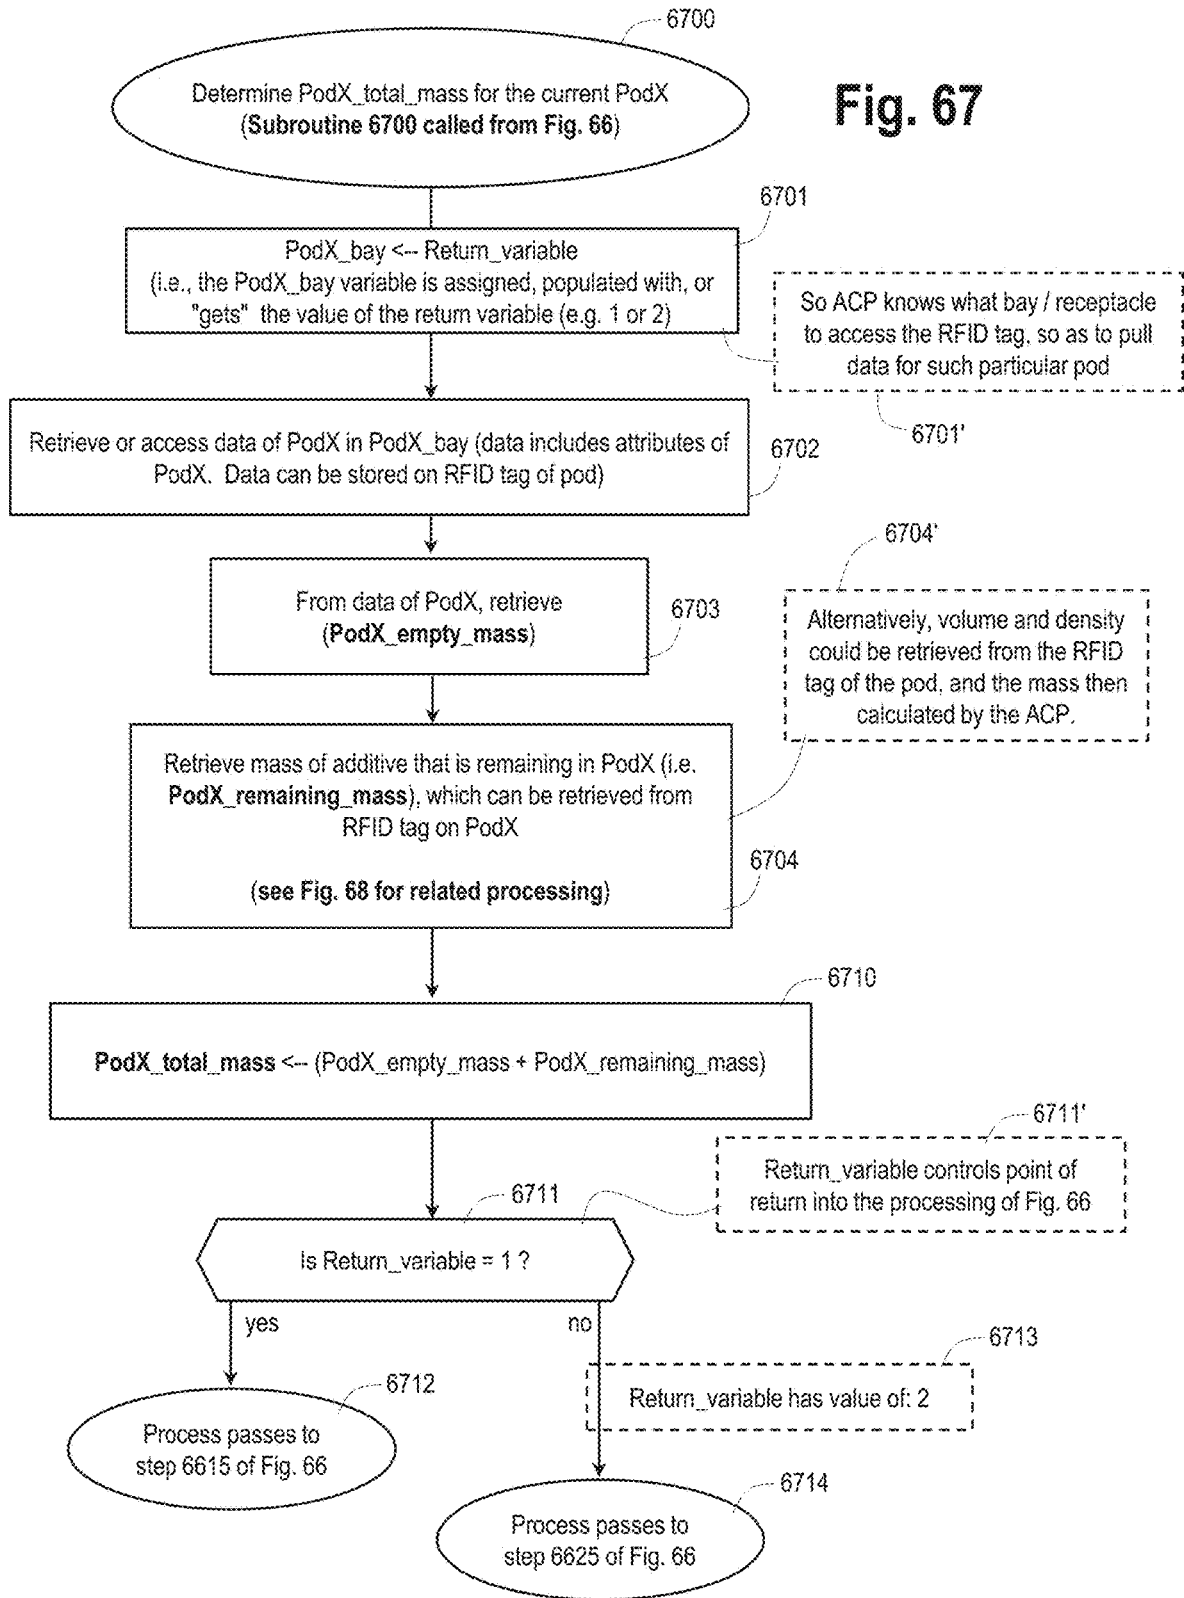 6700
Determine PodX_total_mass for the current PodX
(Subroutine 6700 called from Fig. 66)
Fig. 67
6701
PodX_bay <-- Return_variable
(i.e., the PodX_bay variable is assigned, populated with, or
"gets" the value of the return variable (e.g. 1 or 2)
So ACP knows what bay / receptacle
to access the RFID tag, so as to pull
data for such particular pod
6701'
Retrieve or access data of PodX in PodX_bay (data includes attributes of
PodX. Data can be stored on RFID tag of pod)
6702
6704'
From data of PodX, retrieve
(PodX_empty_mass)
6703
Alternatively, volume and density
could be retrieved from the RFID
tag of the pod, and the mass then
calculated by the ACP.
Retrieve mass of additive that is remaining in PodX (i.e.
PodX_remaining_mass), which can be retrieved from
RFID tag on PodX
(see Fig. 68 for related processing)
6704
6710
PodX_total_mass <-- (PodX_empty_mass + PodX_remaining_mass)
6711'
Return_variable controls point of
return into the processing of Fig. 66
6711
Is Return_variable = 1 ?
yes
no
6713
Return_variable has value of: 2
6712
Process passes to
step 6615 of Fig. 66
6714
Process passes to
step 6625 of Fig. 66